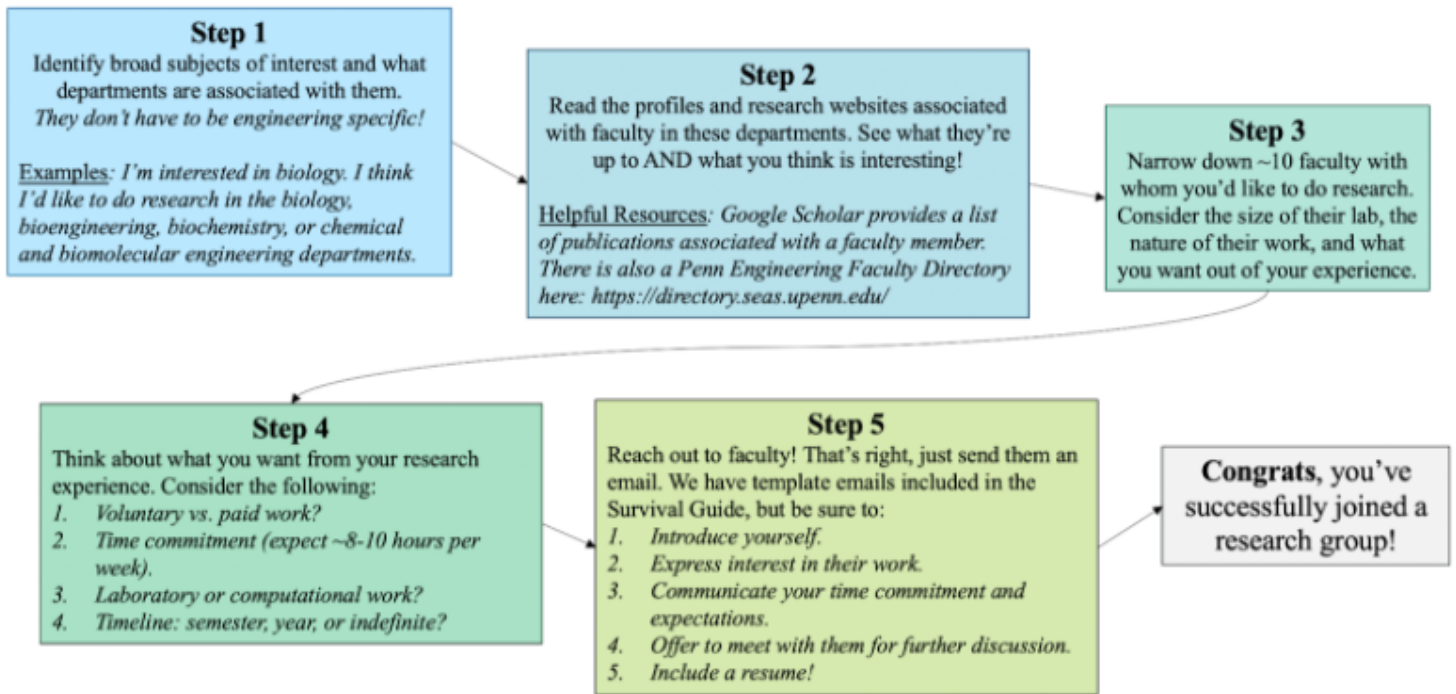 Step 1
Identify broad subjects of interest and what
departments are associated with them.
They don't have to be engineering specific!
Examples: I'm interested in biology. I think
I'd like to do research in the biology,
bioengineering, biochemistry, or chemical
and biomolecular engineering departments.
Step 2
Read the profiles and research websites associated
with faculty in these departments. See what they're
up to AND what you think is interesting!
Helpful Resources: Google Scholar provides a list
of publications associated with a faculty member.
There is also a Penn Engineering Faculty Directory
here: https://directory.seas.upenn.edu/
Step 3
Narrow down ~10 faculty with
whom you'd like to do research.
Consider the size of their lab, the
nature of their work, and what
you want out of your experience.
Step 4
Think about what you want from your research
experience. Consider the following:
1. Voluntary vs. paid work?
2. Time commitment (expect ~8-10 hours per
week).
3. Laboratory or computational work?
4. Timeline: semester, year, or indefinite?
Step 5
Reach out to faculty! That's right, just send them an
email. We have template emails included in the
Survival Guide, but be sure to:
1. Introduce yourself.
2. Express interest in their work.
3. Communicate your time commitment and
expectations.
4. Offer to meet with them for further discussion.
5. Include a resume!
Congrats, you've
successfully joined a
research group!